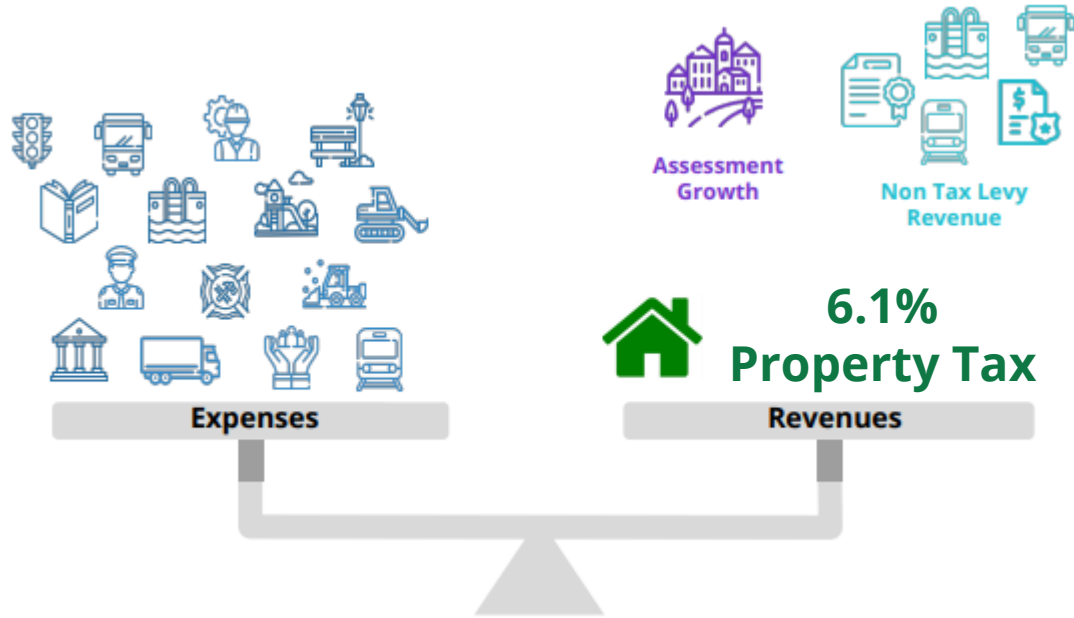 Assessment
Growth
Non Tax Levy
Revenue
6.1%
Property Tax
Expenses
Revenues
$